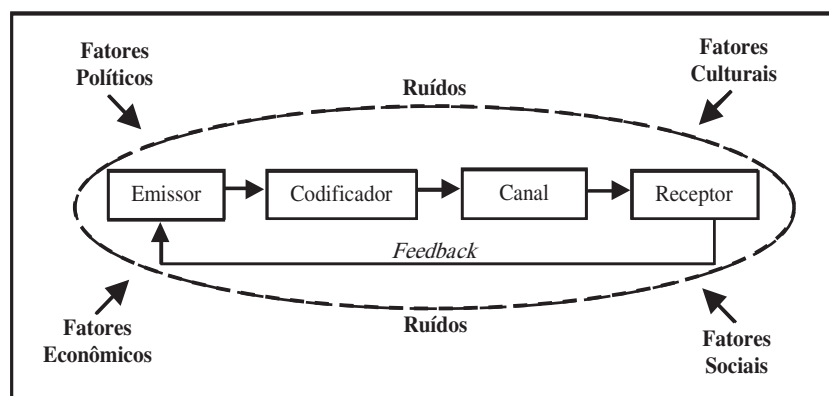 Fatores
Políticos
Fatores
Culturais
Ruídos
Emissor
Codificador
Canal
Receptor
Feedback
Ruídos
Fatores
Econômicos
Fatores
Sociais